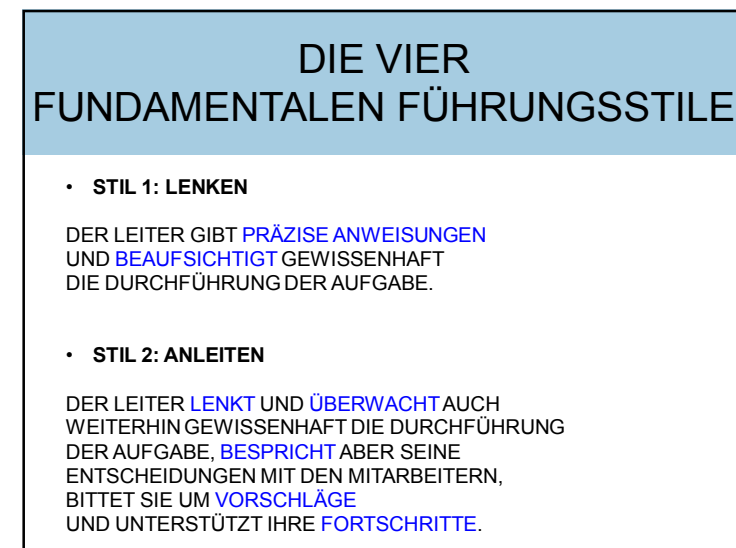 DIE VIER
FUNDAMENTALEN FÜHRUNGSSTILE
• STIL 1: LENKEN
DER LEITER GIBT PRÄZISE ANWEISUNGEN
UND BEAUFSICHTIGT GEWISSENHAFT
DIE DURCHFÜHRUNG DER AUFGABE.
• STIL 2: ANLEITEN
DER LEITER LENKT UND ÜBERWACHT AUCH
WEITERHIN GEWISSENHAFT DIE DURCHFÜHRUNG
DER AUFGABE, BESPRICHT ABER SEINE
ENTSCHEIDUNGEN MIT DEN MITARBEITERN,
BITTET SIE UM VORSCHLÄGE
UND UNTERSTÜTZT IHRE FORTSCHRITTE.